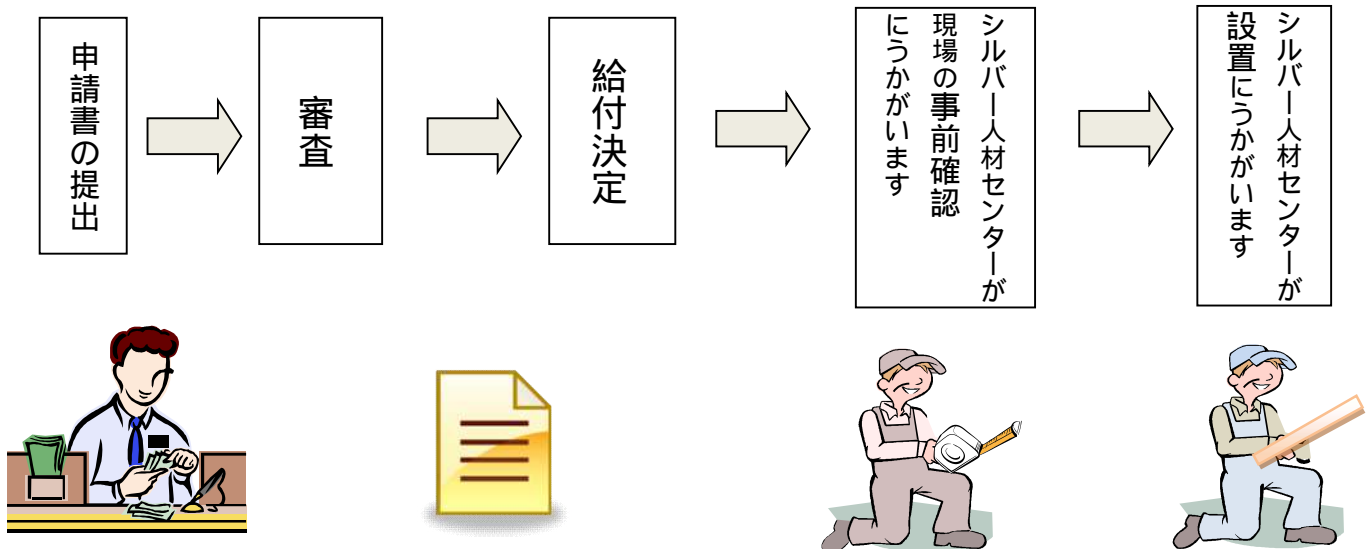 申請書の提出
審査
給付決定
シルバー人材センターが
現場の事前確認
にうかがいます
シルバー人材センターが
設置にうかがいます